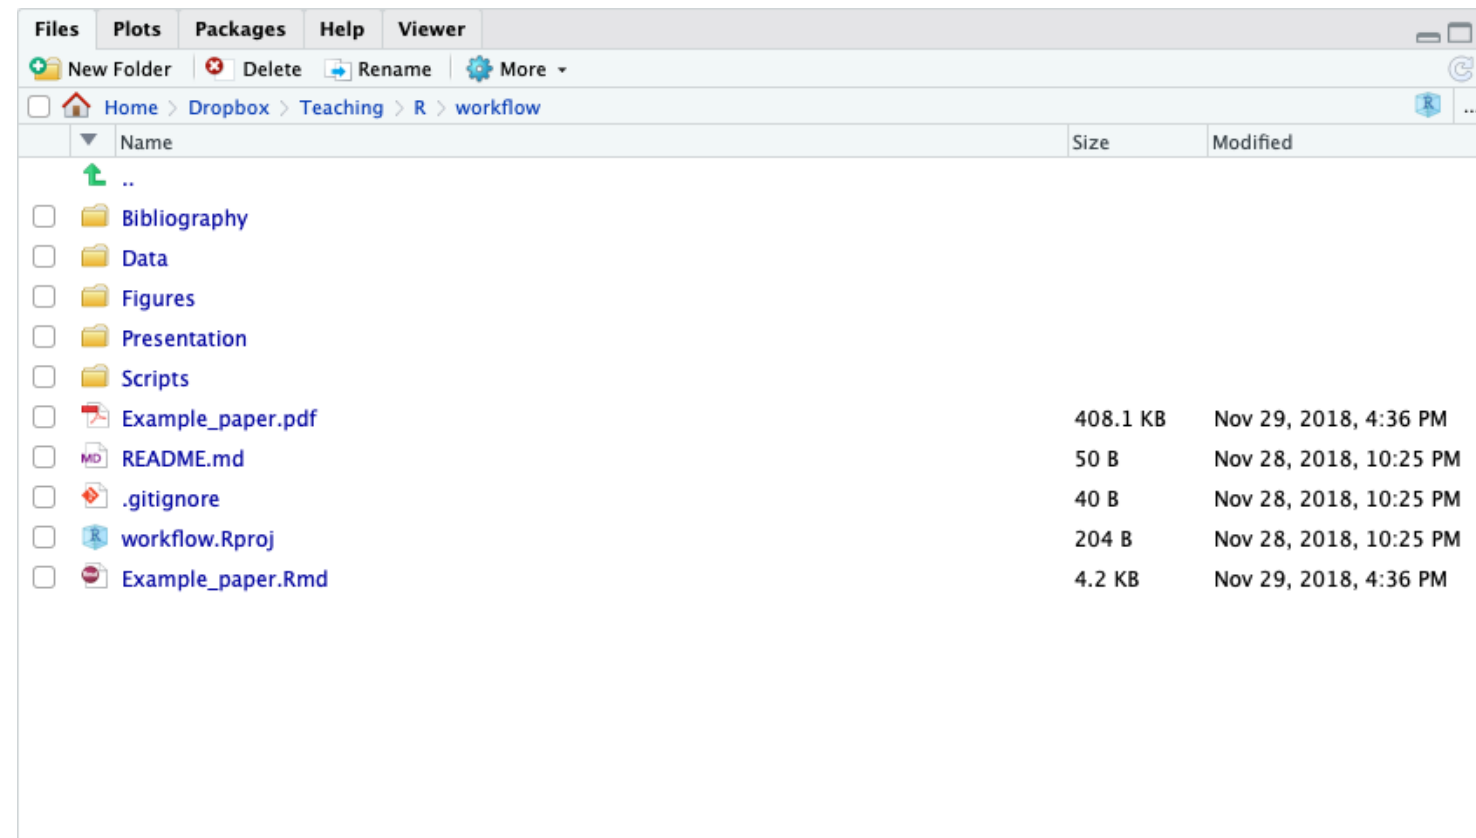 Files Plots Packages Help Viewer
New Folder Delete Rename More
Home > Dropbox > Teaching > R > workflow R ...
Name Size Modified
..
Bibliography
Data
Figures
Presentation
Scripts
Example_paper.pdf 408.1 KB Nov 29, 2018, 4:36 PM
MD README.md 50 B Nov 28, 2018, 10:25 PM
.gitignore 40 B Nov 28, 2018, 10:25 PM
R workflow.Rproj 204 B Nov 28, 2018, 10:25 PM
Example_paper.Rmd 4.2 KB Nov 29, 2018, 4:36 PM